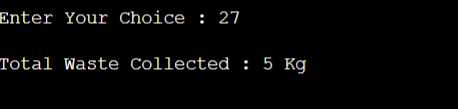 Enter Your Choice : 27
Total Waste Collected : 5 Kg